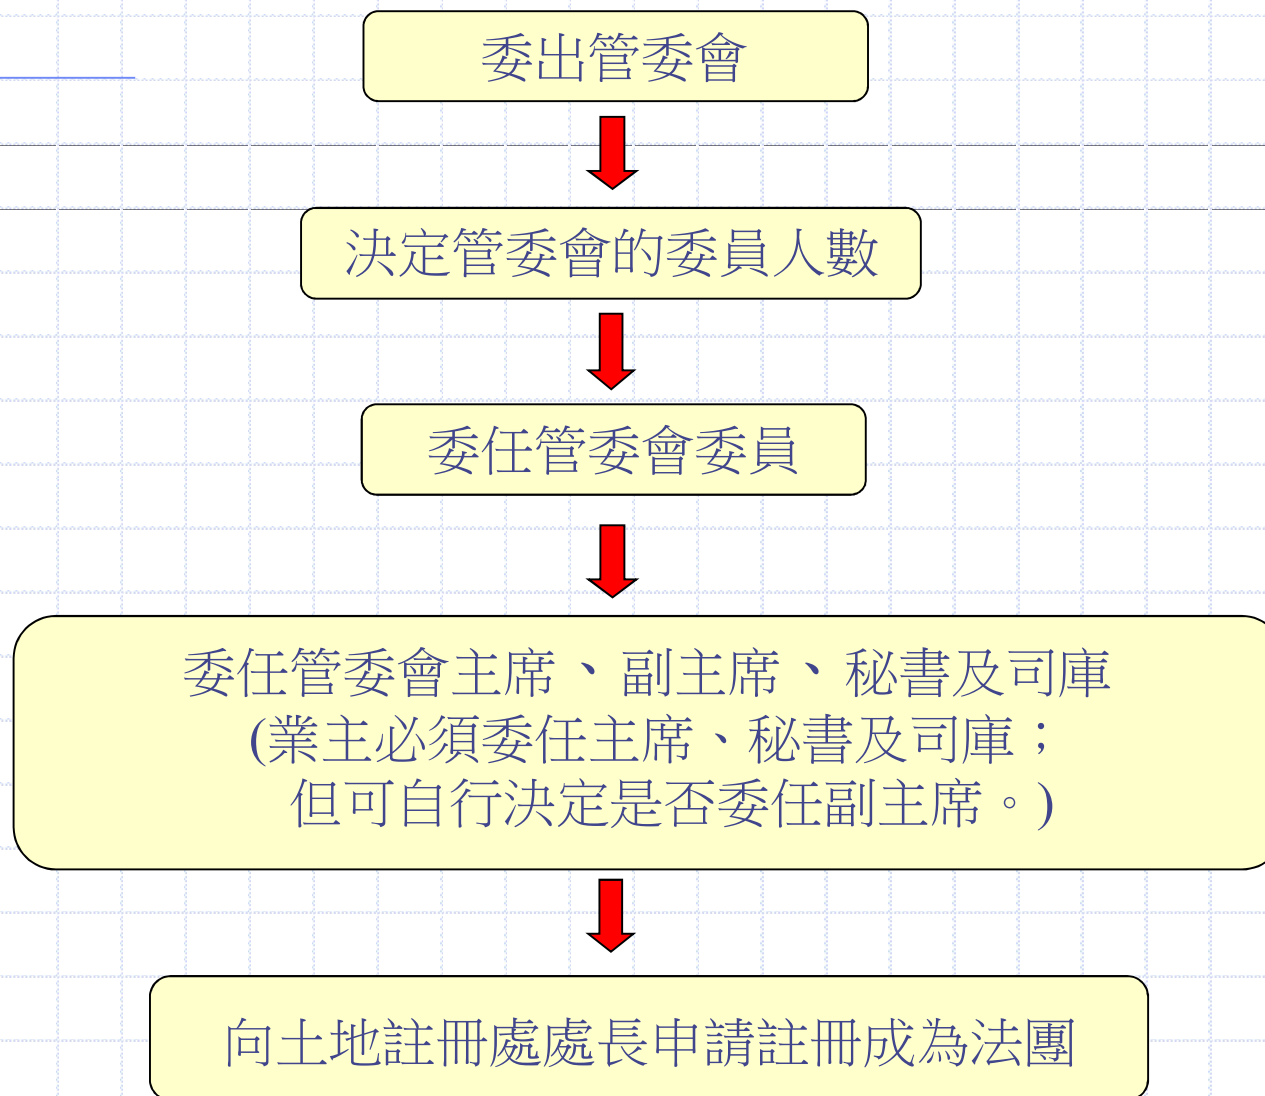 委出管委會
決定管委會的委員人數
委任管委會委員
委任管委會主席、副主席、秘書及司庫
(業主必須委任主席、秘書及司庫；
但可自行決定是否委任副主席。)
向土地註冊處處長申請註冊成為法團